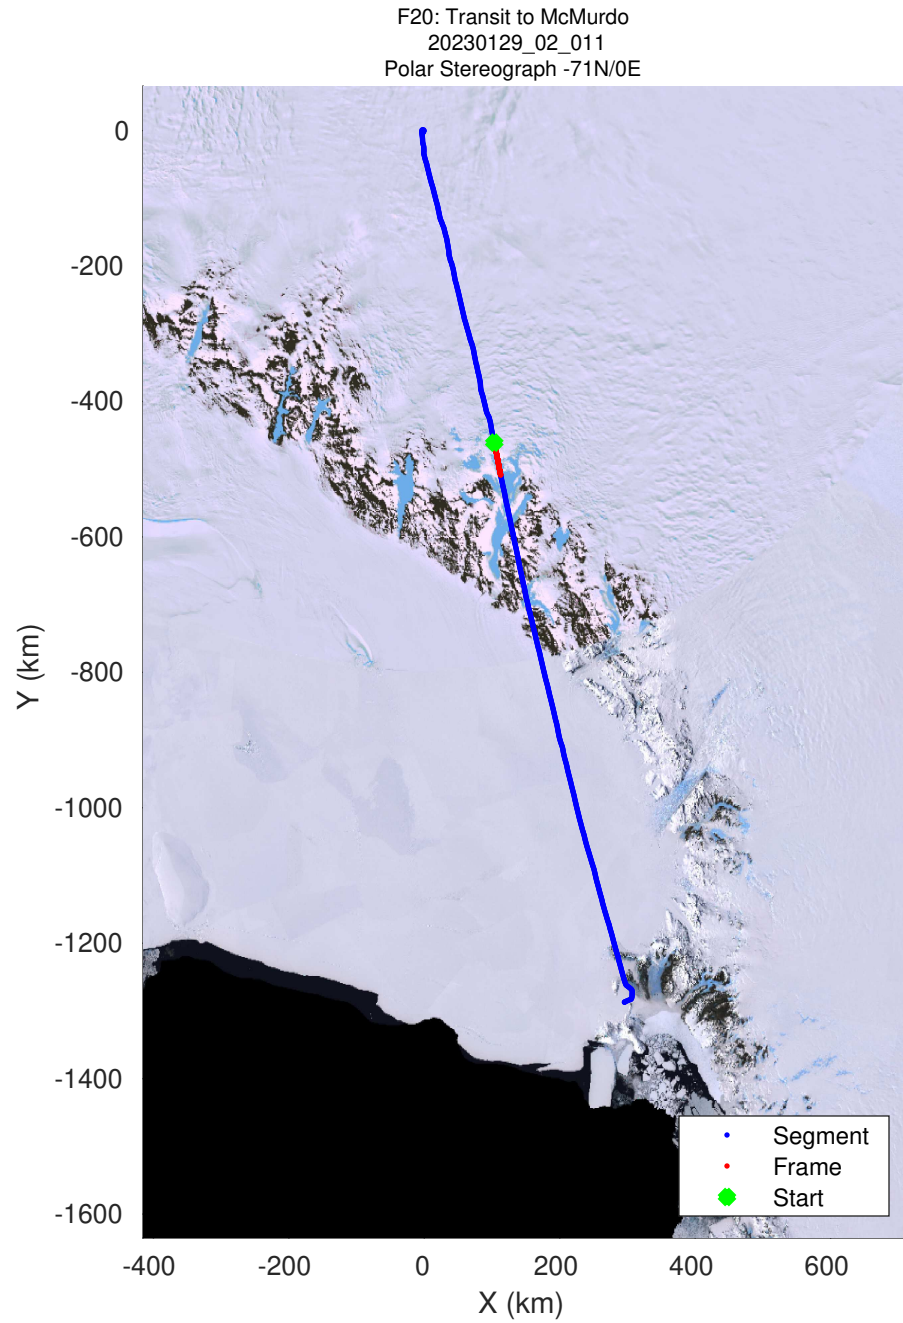 F20: Transit to McMurdo
20230129_02_011
Polar Stereograph -71N/0E
0
-200
-400
-600
-800
-1000
-1200
-1400
-1600
Y (km)
-400
-200
0
200
400
600
X (km)
Segment
Frame
Start